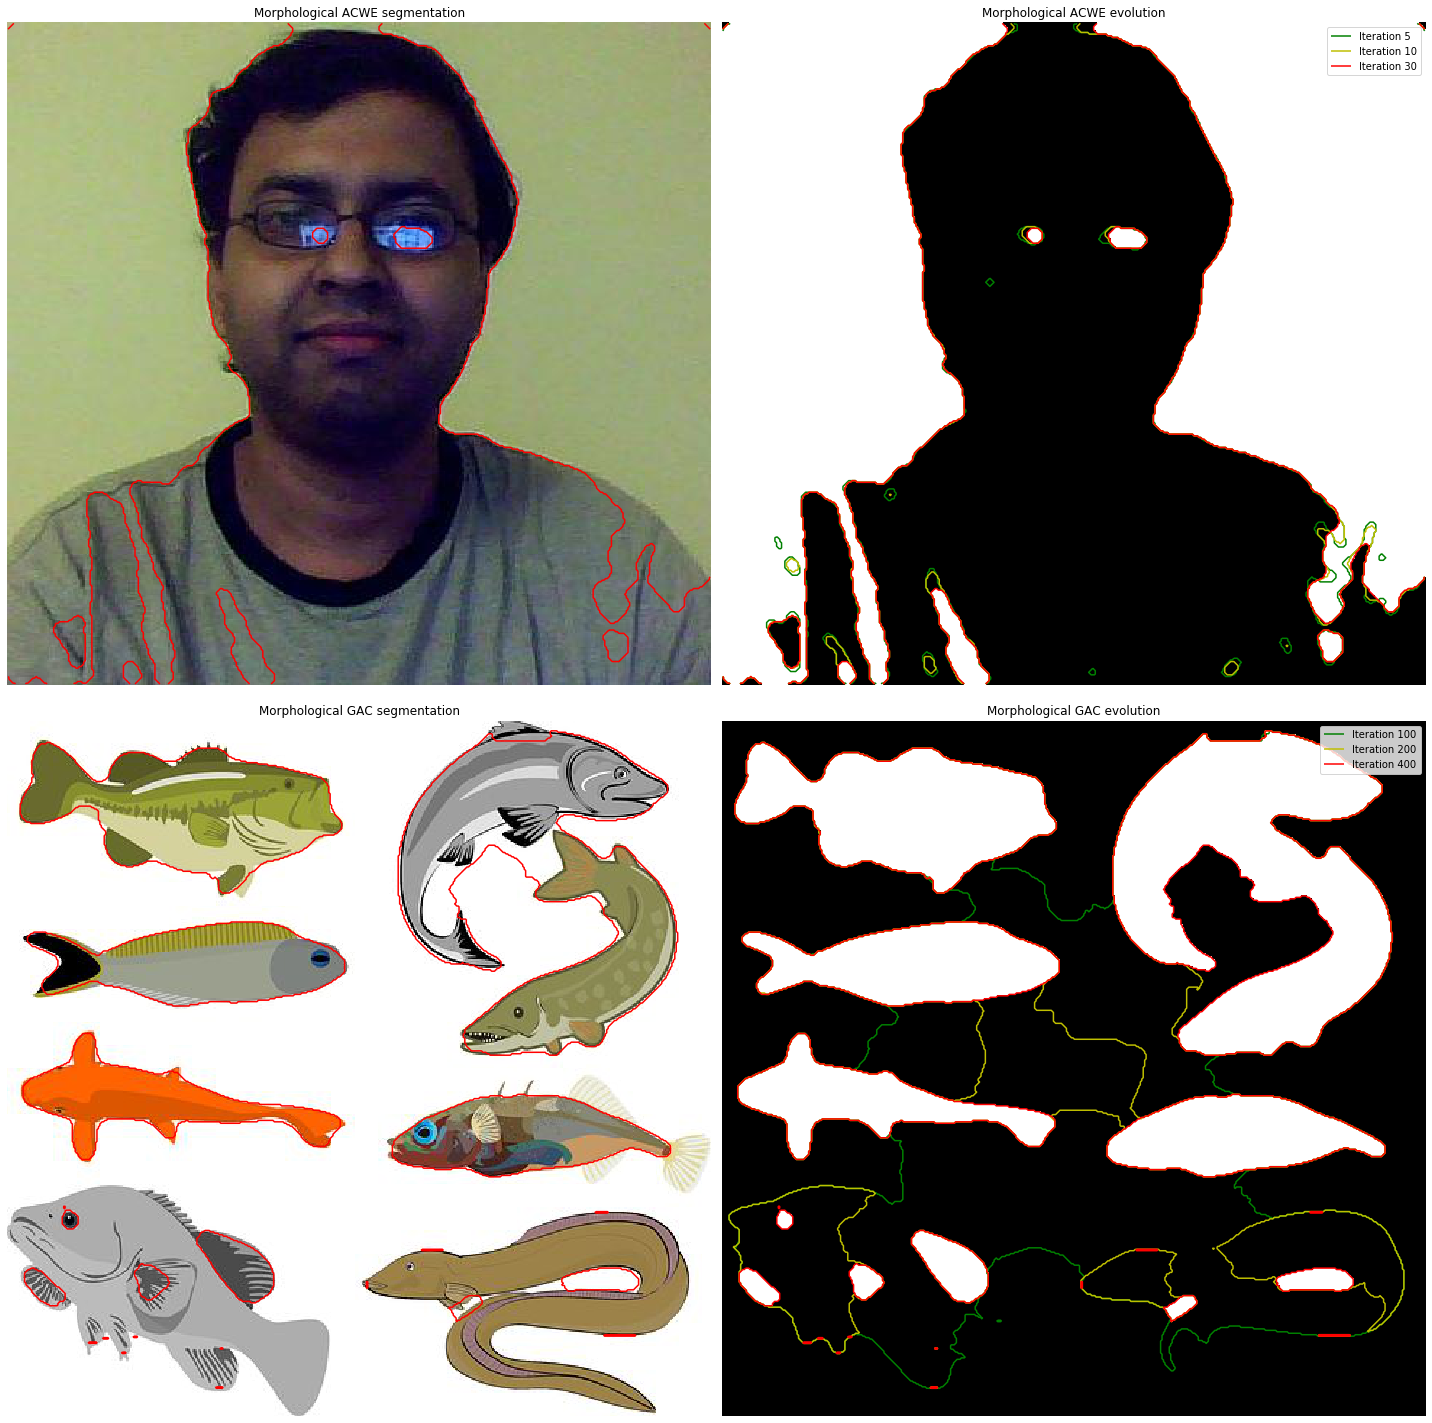 Morphological ACWE segmentation
Morphological ACWE evolution
Iteration 5
Iteration 10
Iteration 30
Morphological GAC segmentation
Morphological GAC evolution
Iteration 100
Iteration 200
Iteration 400